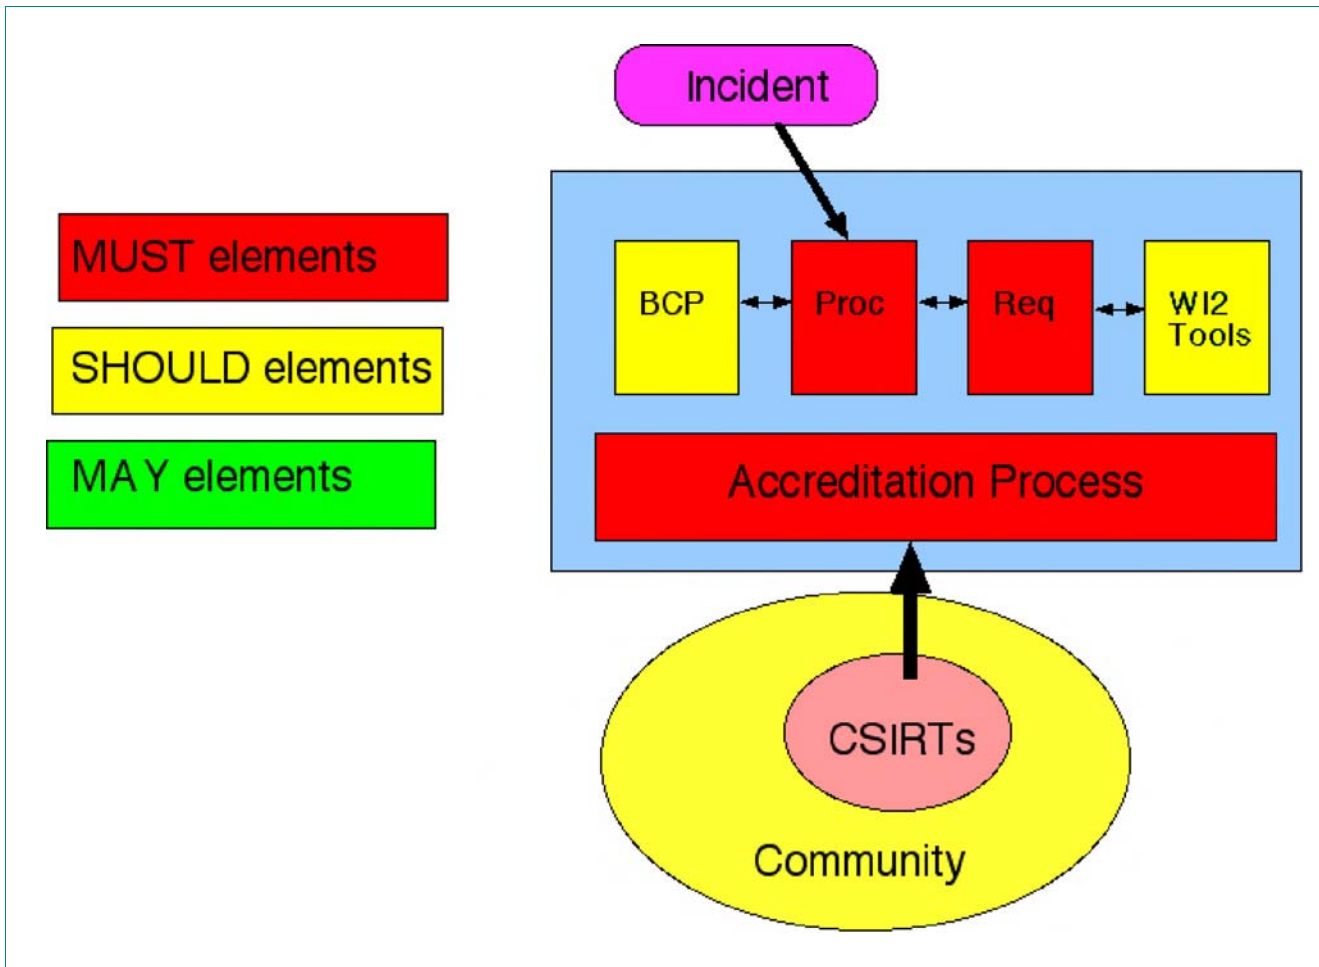 Incident
MUST elements
SHOULD elements
MAY elements
BCP
Proc
Req
WI2
Tools
Accreditation Process
CSIRTs
Community